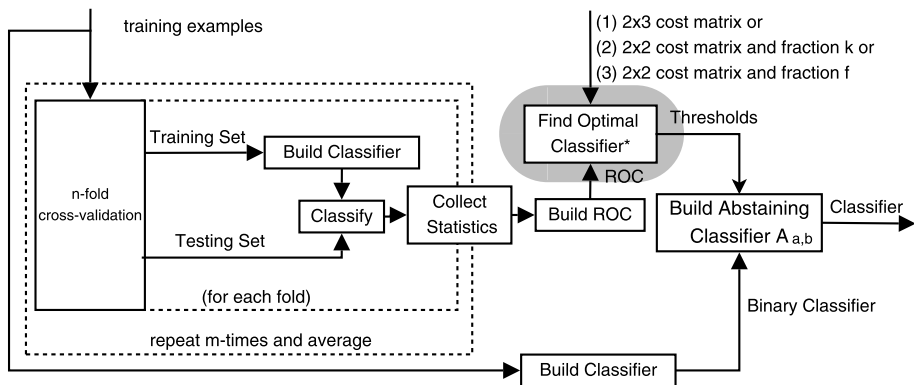 training examples
(1) 2x3 cost matrix or
(2) 2x2 cost matrix and fraction k or
(3) 2x2 cost matrix and fraction f
Find Optimal
Classifier*
Thresholds
Training Set
Build Classifier
ROC
n-fold
cross-validation
Classify
Collect
Statistics
Build ROC
Build Abstaining
Classifier A a,b
Classifier
Testing Set
(for each fold)
Binary Classifier
repeat m-times and average
Build Classifier